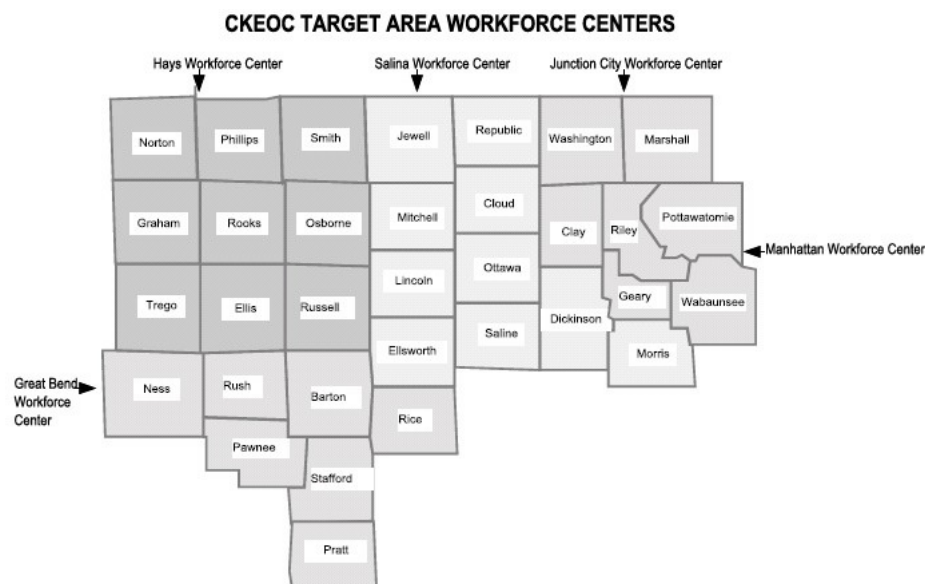 CKEOC TARGET AREA WORKFORCE CENTERS
Hays Workforce Center
Salina Workforce Center
Junction City Workforce Center
Norton
Phillips
Smith
Jewell
Republic
Washington
Marshall
Graham
Rooks
Osborne
Mitchell
Cloud
Clay
Riley
Pottawatomie
Manhattan Workforce Center
Trego
Ellis
Russell
Lincoln
Ottawa
Geary
Wabaunsee
Dickinson
Saline
Ellsworth
Morris
Great Bend
Workforce
Center
Ness
Rush
Barton
Rice
Pawnee
Stafford
Pratt